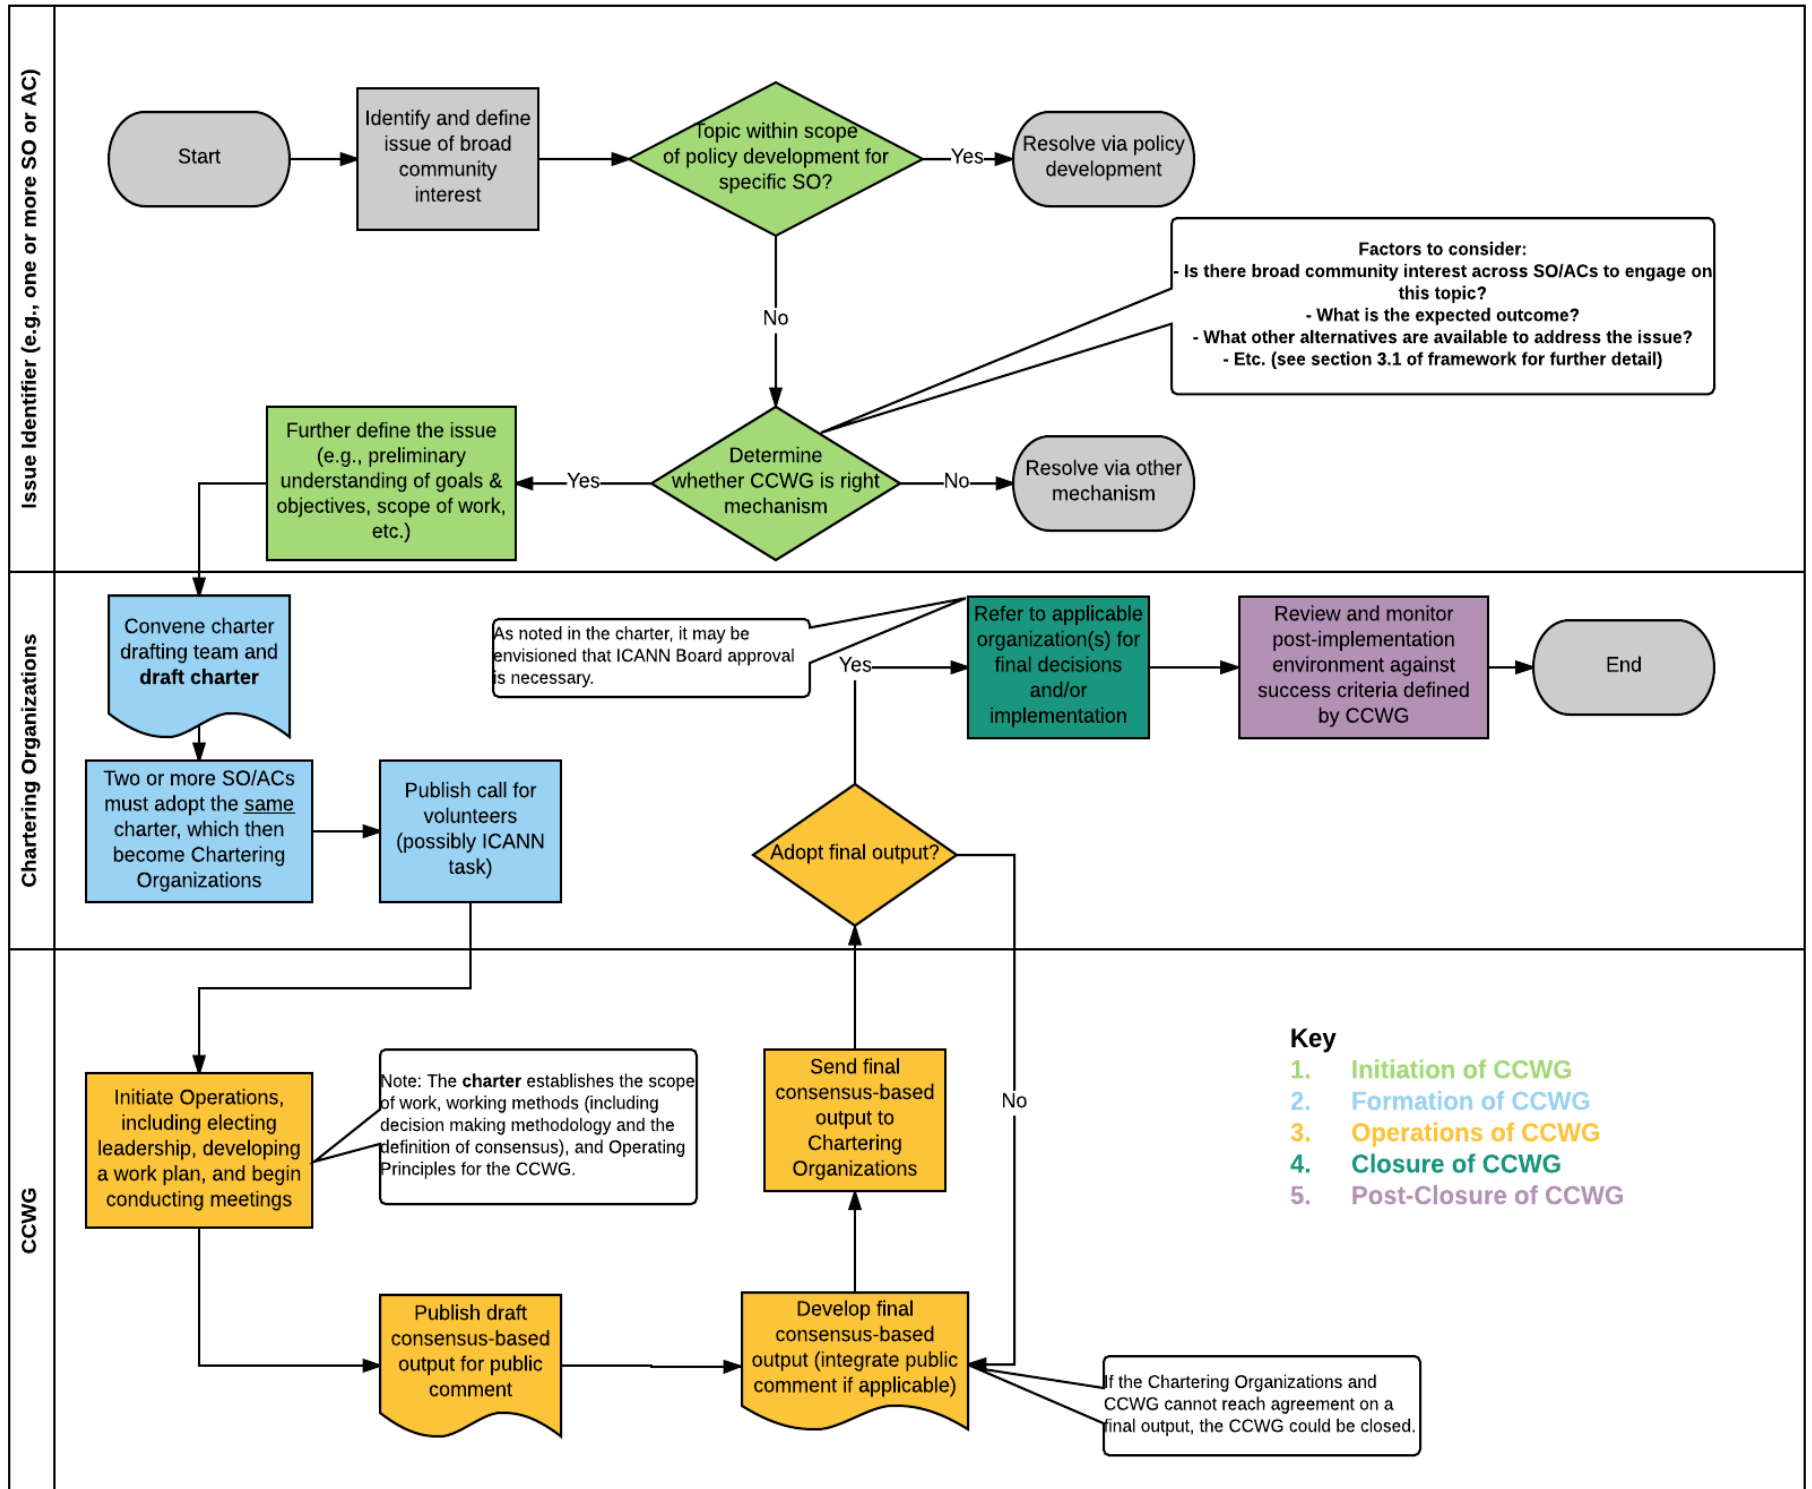 Issue Identifier (e.g., one or more SO or AC)
Start
Identify and define
issue of broad
community
interest
Topic within scope
of policy development for
specific SO?
Yes
Resolve via policy
development
No
Factors to consider:
- Is there broad community interest across SO/ACs to engage on
this topic?
- What is the expected outcome?
- What other alternatives are available to address the issue?
- Etc. (see section 3.1 of framework for further detail)
Further define the issue
(e.g., preliminary
understanding of goals &
objectives, scope of work,
etc.)
Yes
Determine
whether CCWG is right
mechanism
No
Resolve via other
mechanism
Chartering Organizations
Convene charter
drafting team and
draft charter
As noted in the charter, it may be
envisioned that ICANN Board approval
is necessary.
Yes
Refer to applicable
organization(s) for
final decisions
and/or
implementation
Review and monitor
post-implementation
environment against
success criteria defined
by CCWG
End
Two or more SO/ACs
must adopt the same
charter, which then
become Chartering
Organizations
Publish call for
volunteers
(possibly ICANN
task)
Adopt final output?
CCWG
Initiate Operations,
including electing
leadership, developing
a work plan, and begin
conducting meetings
Note: The charter establishes the scope
of work, working methods (including
decision making methodology and the
definition of consensus), and Operating
Principles for the CCWG.
Send final
consensus-based
output to
Chartering
Organizations
No
Key
1. Initiation of CCWG
2. Formation of CCWG
3. Operations of CCWG
4. Closure of CCWG
5. Post-Closure of CCWG
Publish draft
consensus-based
output for public
comment
Develop final
consensus-based
output (integrate public
comment if applicable)
If the Chartering Organizations and
CCWG cannot reach agreement on a
final output, the CCWG could be closed.